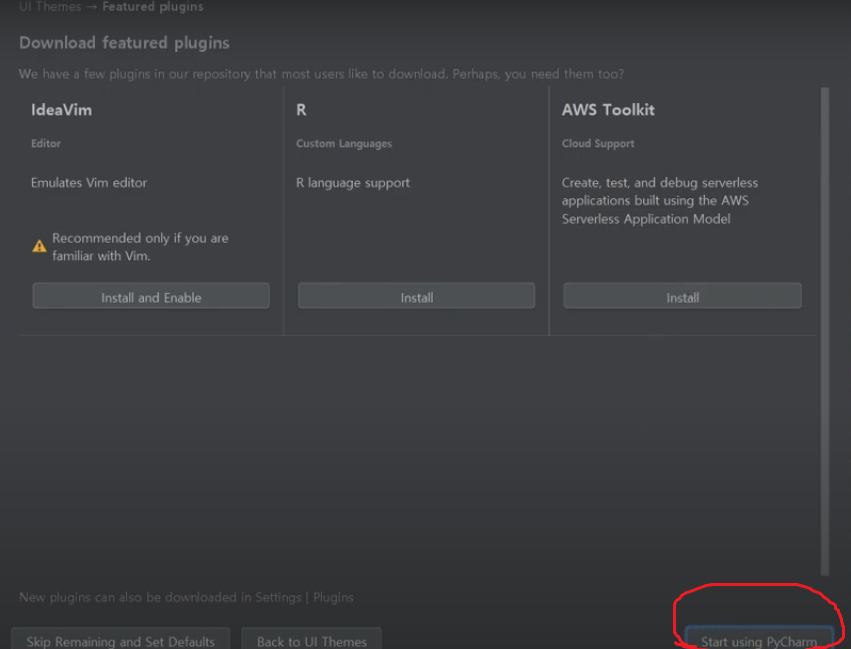 UI Themes → Featured plugins
Download featured plugins
We have a few plugins in our repository that most users like to download. Perhaps, you need them too?
IdeaVim
Editor
Emulates Vim editor
Recommended only if you are
familiar with Vim.
Install and Enable
R
Custom Languages
R language support
Install
AWS Toolkit
Cloud Support
Create, test, and debug serverless
applications built using the AWS
Serverless Application Model
Install
New plugins can also be downloaded in Settings | Plugins
Skip Remaining and Set Defaults
Back to UI Themes
Start using PyCharm